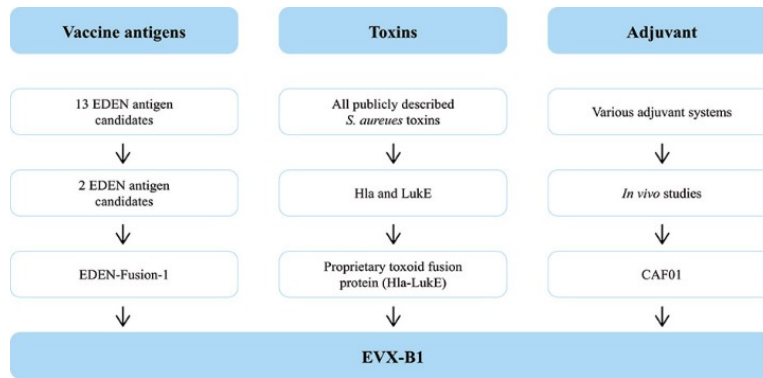 Vaccine antigens
13 EDEN antigen
candidates
2 EDEN antigen
candidates
EDEN-Fusion-1
Toxins
All publicly described
S. aureues toxins
Hla and LukE
Proprietary toxoid fusion
protein (Hla-LukE)
Adjuvant
Various adjuvant systems
In vivo studies
CAF01
EVX-B1